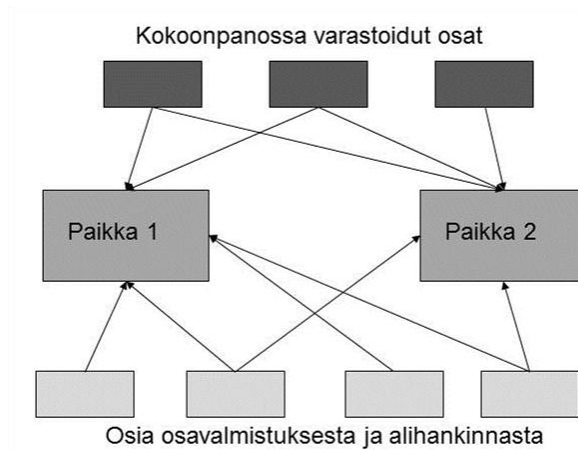 Kokoonpanossa varastoidut osat
Paikka 1
Paikka 2
Osia osavalmistuksesta ja alihankinnasta